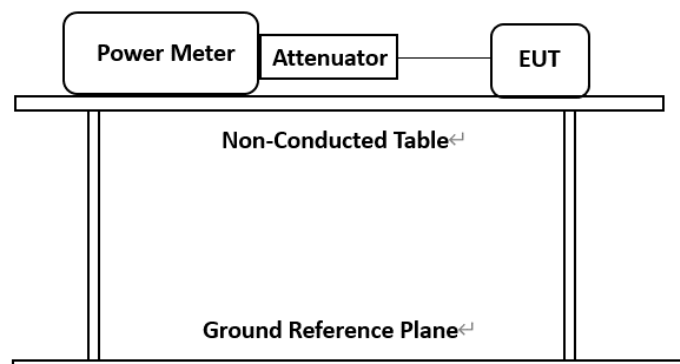 Power Meter
Attenuator
EUT
Non-Conducted Table↵
Ground Reference Plane↵